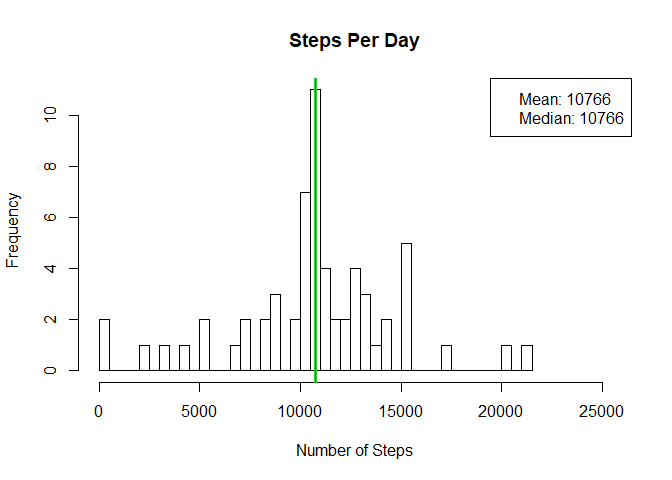 Steps Per Day
Mean: 10766
Median: 10766
Frequency
10
8
6
4
2
0
0 5000 10000 15000 20000 25000
Number of Steps